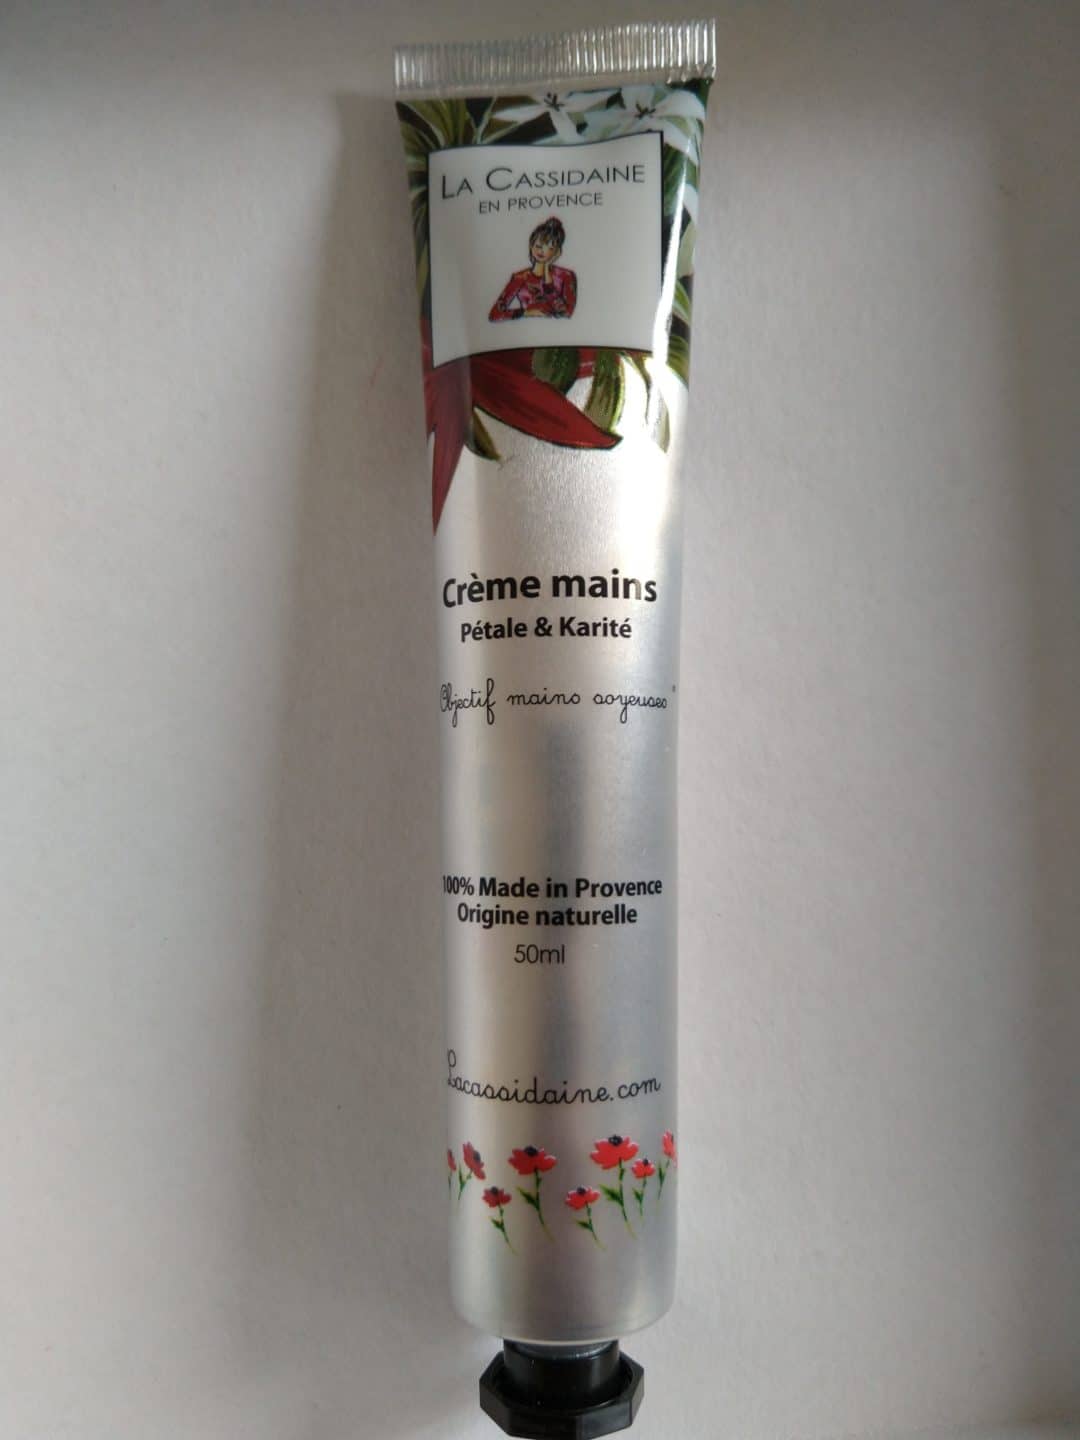 LA CASSIDAINE
EN PROVENCE
Crème mains
Pétale & Karité
Objectif mains soyeuses"
100% Made in Provence
Origine naturelle
50ml
Lacassidaine.com